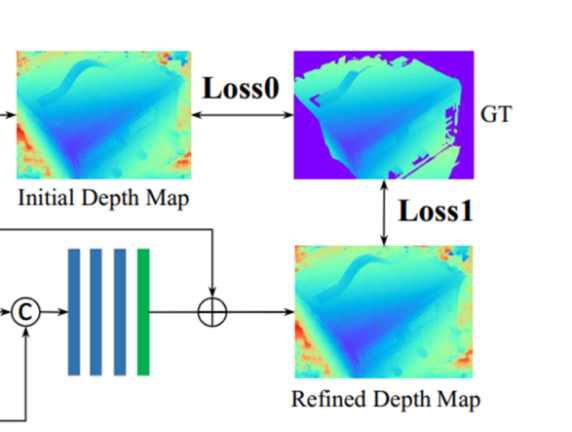 Loss0
GT
Initial Depth Map
Loss1
C
Refined Depth Map